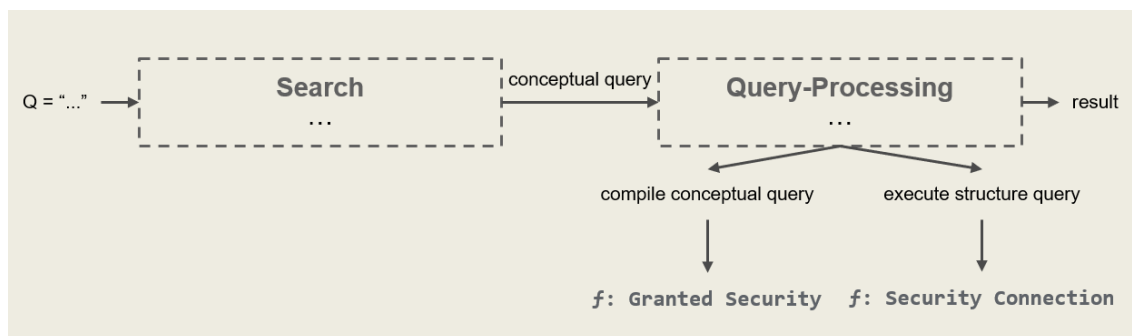 Search
conceptual query
Query-Processing
Q = “...”
...
...
result
compile conceptual query
execute structure query
ƒ: Granted Security
ƒ: Security Connection